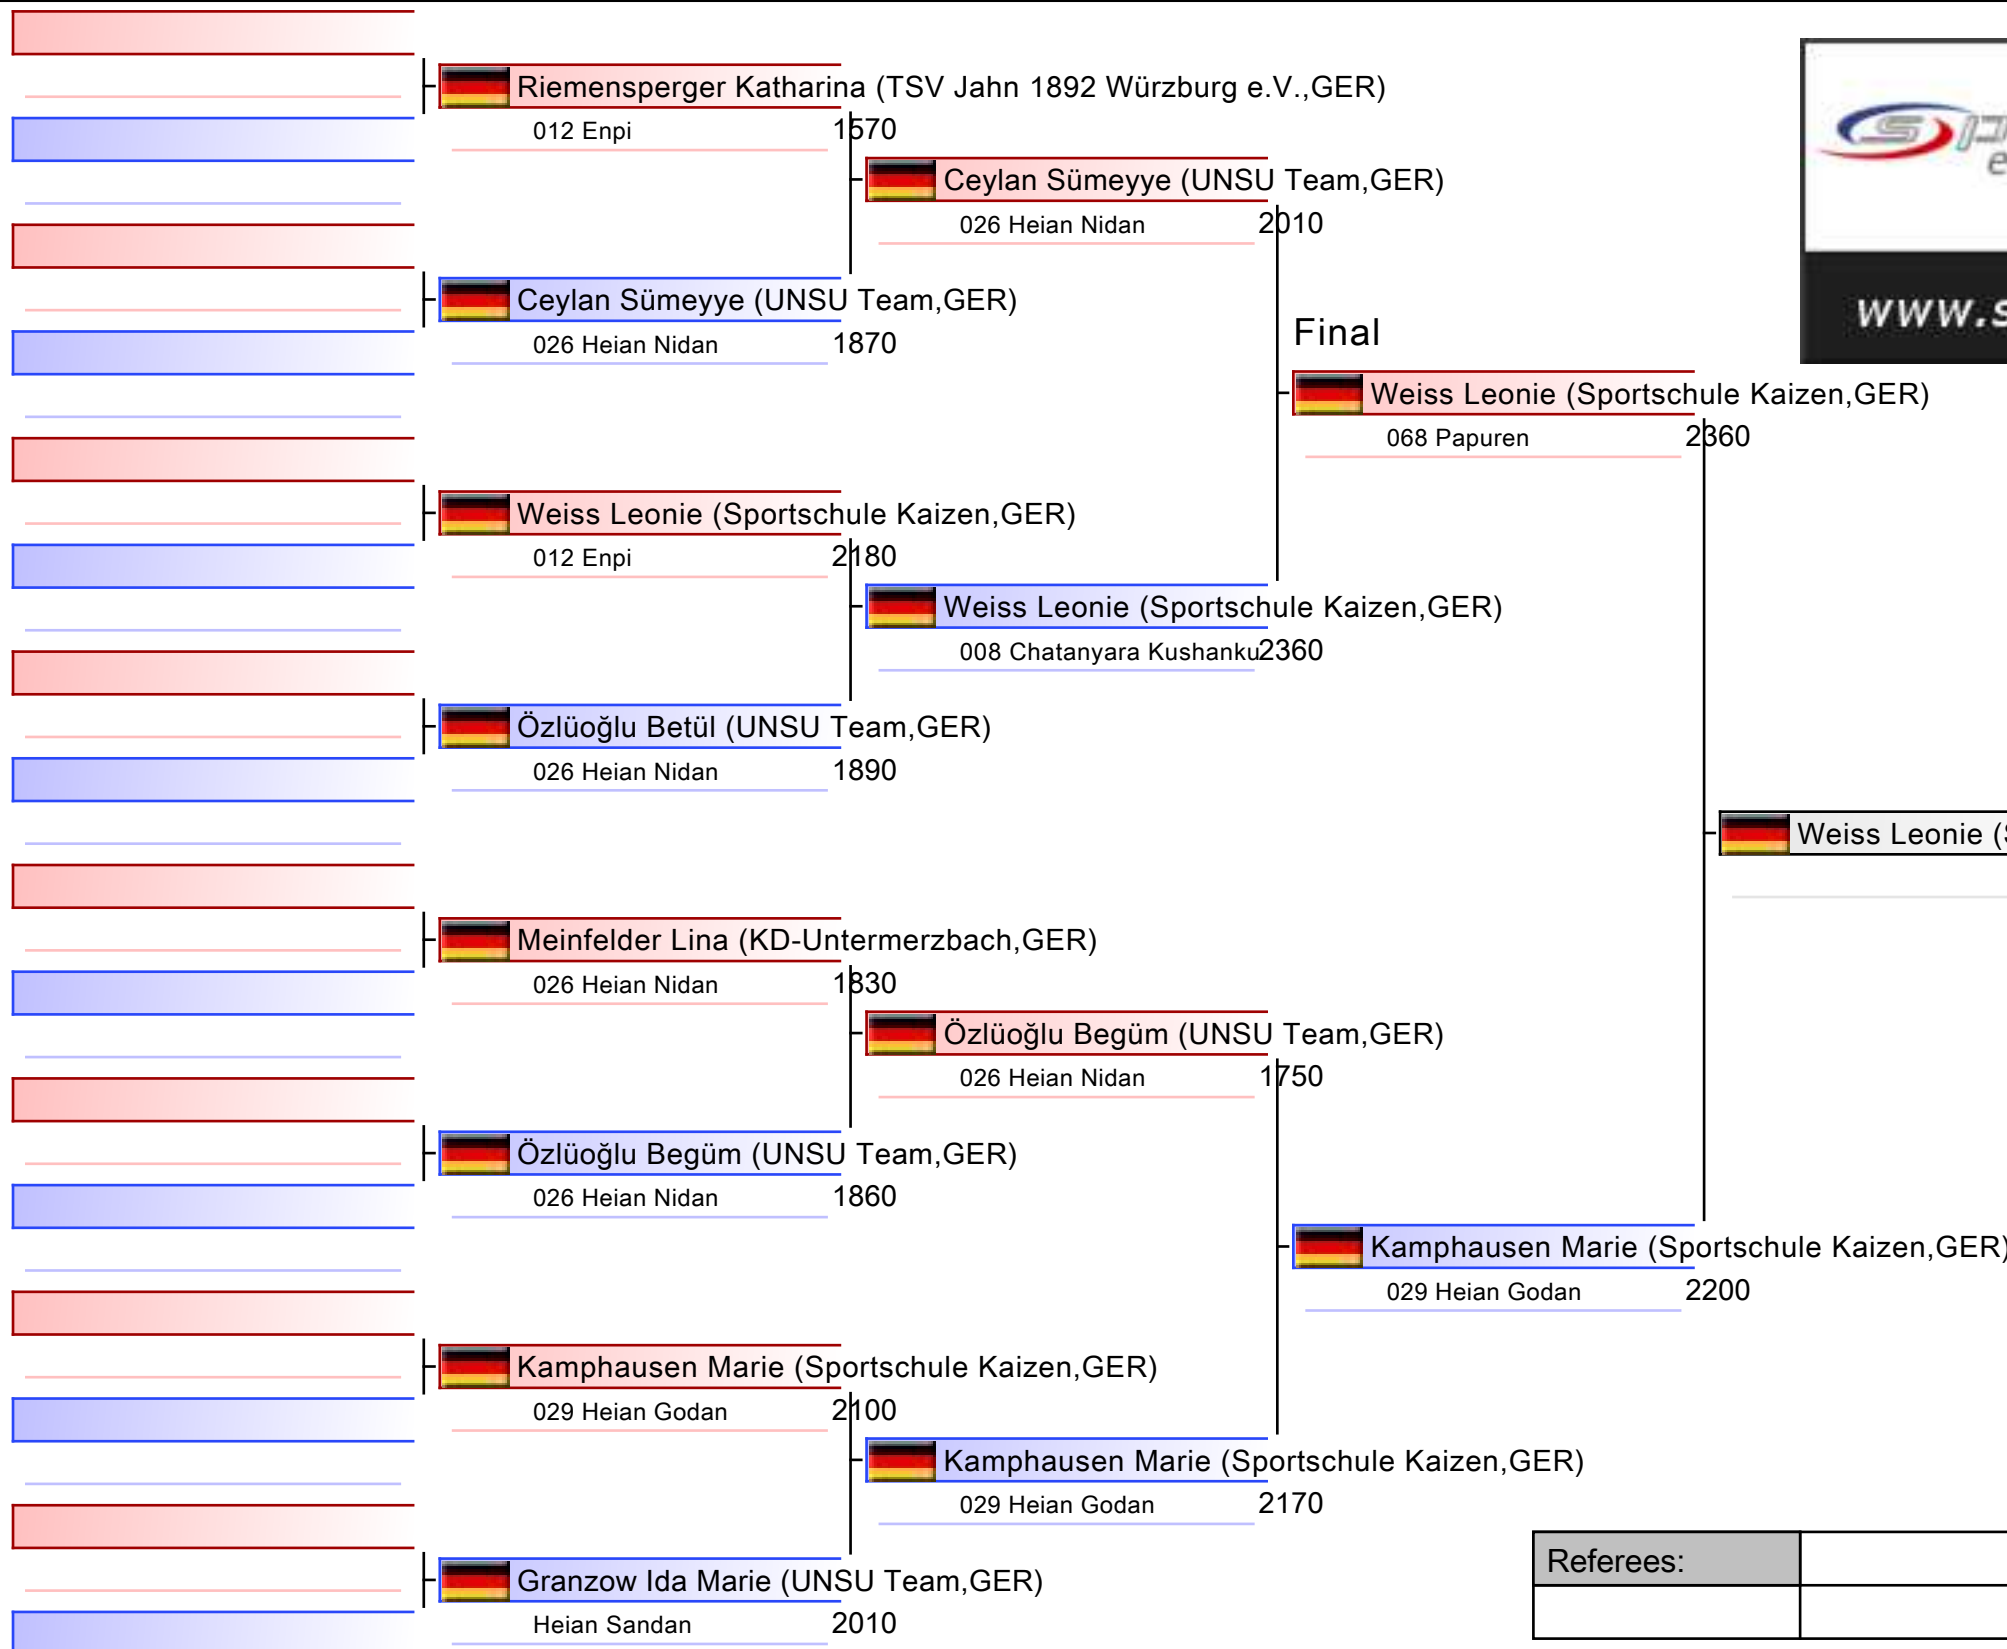 Riemensperger Katharina (TSV Jahn 1892 Würzburg e.V.,GER)
012 Enpi 1570
Ceylan Sümeyye (UNSU Team,GER)
026 Heian Nidan 2010
Ceylan Sümeyye (UNSU Team,GER)
026 Heian Nidan 1870
Final
www.s
Weiss Leonie (Sportschule Kaizen,GER)
068 Papuren 2360
Weiss Leonie (Sportschule Kaizen,GER)
012 Enpi 2180
Weiss Leonie (Sportschule Kaizen,GER)
008 Chatanyara Kushanku 2360
Özlüoğlu Betül (UNSU Team,GER)
026 Heian Nidan 1890
Weiss Leonie (
Meinfelder Lina (KD-Untermerzbach,GER)
026 Heian Nidan 1830
Özlüoğlu Begüm (UNSU Team,GER)
026 Heian Nidan 1750
Özlüoğlu Begüm (UNSU Team,GER)
026 Heian Nidan 1860
Kamphausen Marie (Sportschule Kaizen,GER)
029 Heian Godan 2200
Kamphausen Marie (Sportschule Kaizen,GER)
029 Heian Godan 2100
Kamphausen Marie (Sportschule Kaizen,GER)
029 Heian Godan 2170
Granzow Ida Marie (UNSU Team,GER)
Heian Sandan 2010
Referees: